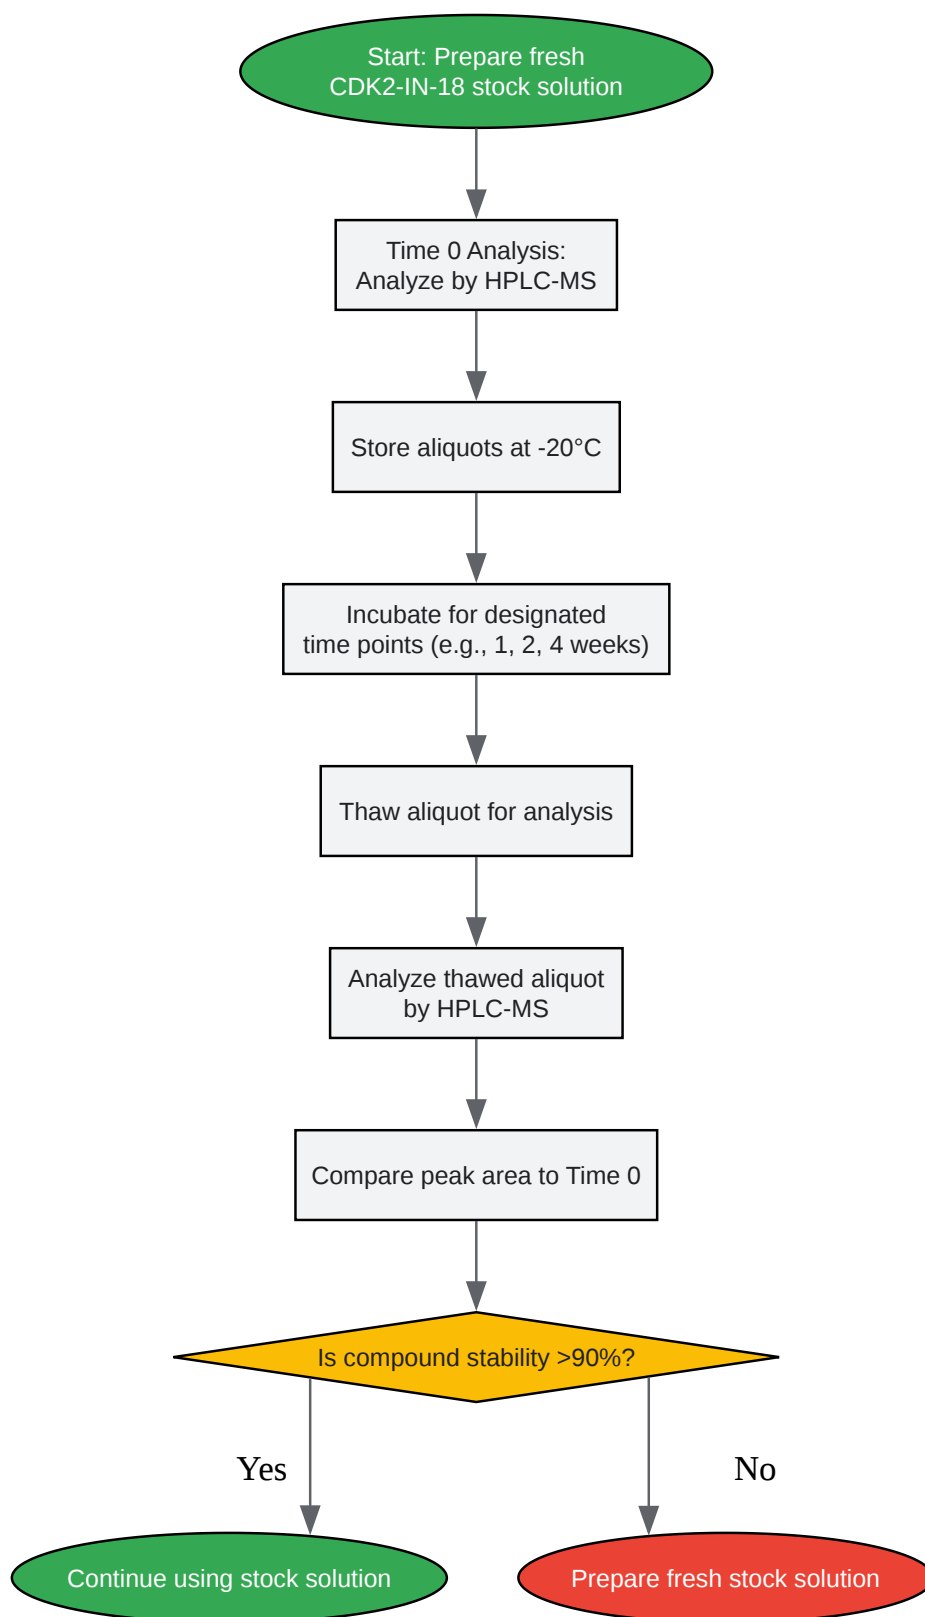 Start: Prepare fresh
CDK2-IN-18 stock solution
Time 0 Analysis:
Analyze by HPLC-MS
Store aliquots at -20°C
Incubate for designated
time points (e.g., 1, 2, 4 weeks)
Thaw aliquot for analysis
Analyze thawed aliquot
by HPLC-MS
Compare peak area to Time 0
Is compound stability >90%?
Yes
No
Continue using stock solution
Prepare fresh stock solution